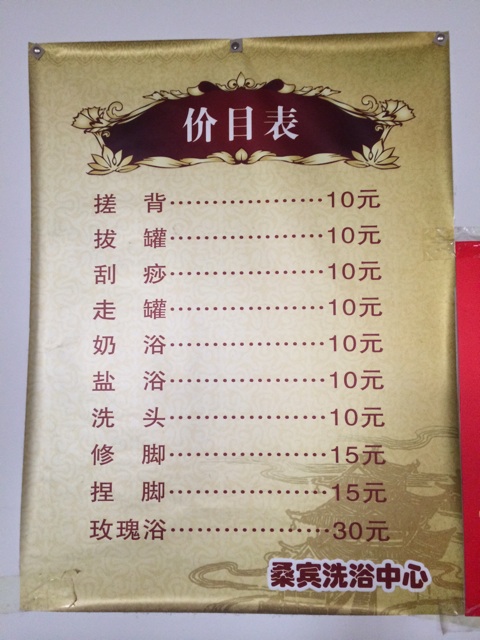 价目表
搓 背··················10元
拔 罐··················10元
刮 痧··················10元
走 罐··················10元
奶 浴··················10元
盐 浴··················10元
洗 头··················10元
修 脚··················15元
捏 脚··················15元
玫瑰浴··················30元
桑宾洗浴中心